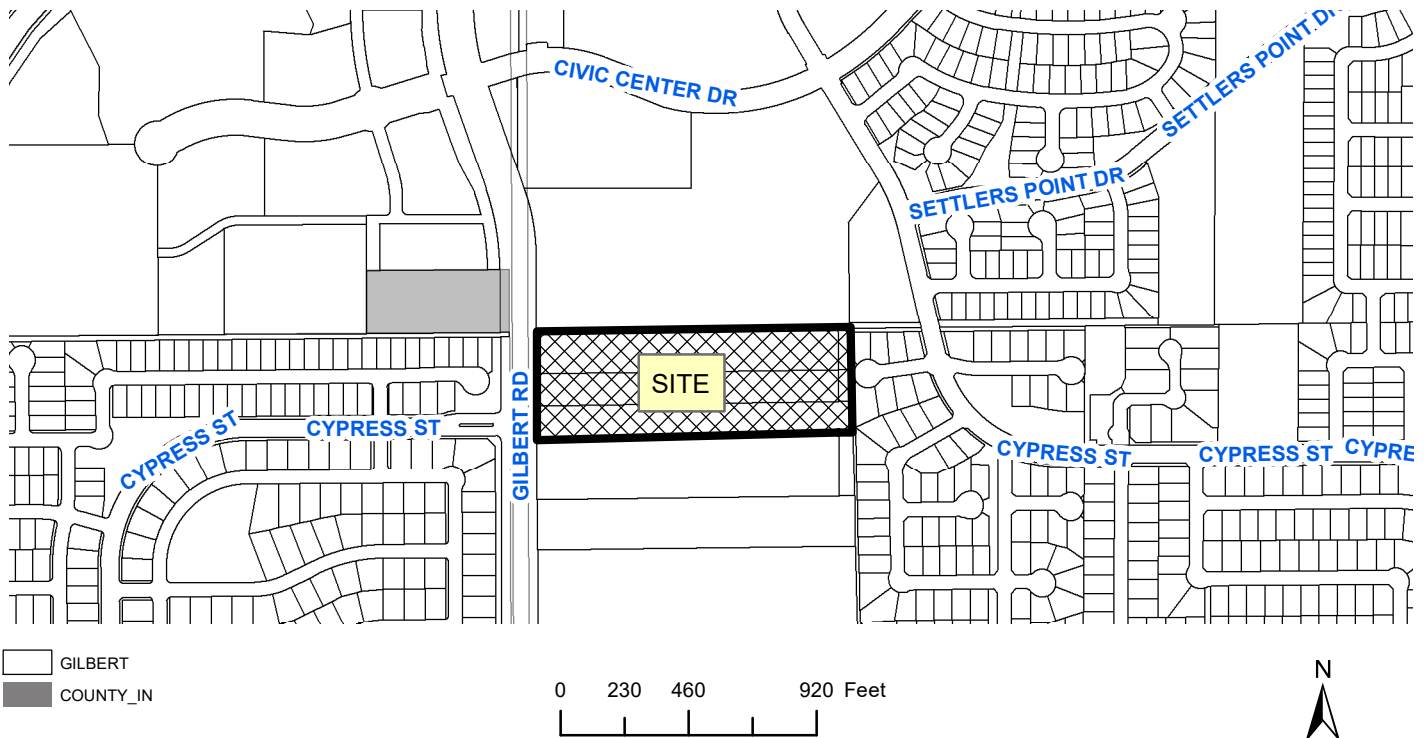 CIVIC CENTER DR
SETTLERS POINT DR
SETTLERS POINT DR
SITE
GILBERT RD
CYPRESS ST
CYPRESS ST
CYPRESS ST
CYPRESS ST
CYPRE
GILBERT
COUNTY_IN
0 230 460 920 Feet
N